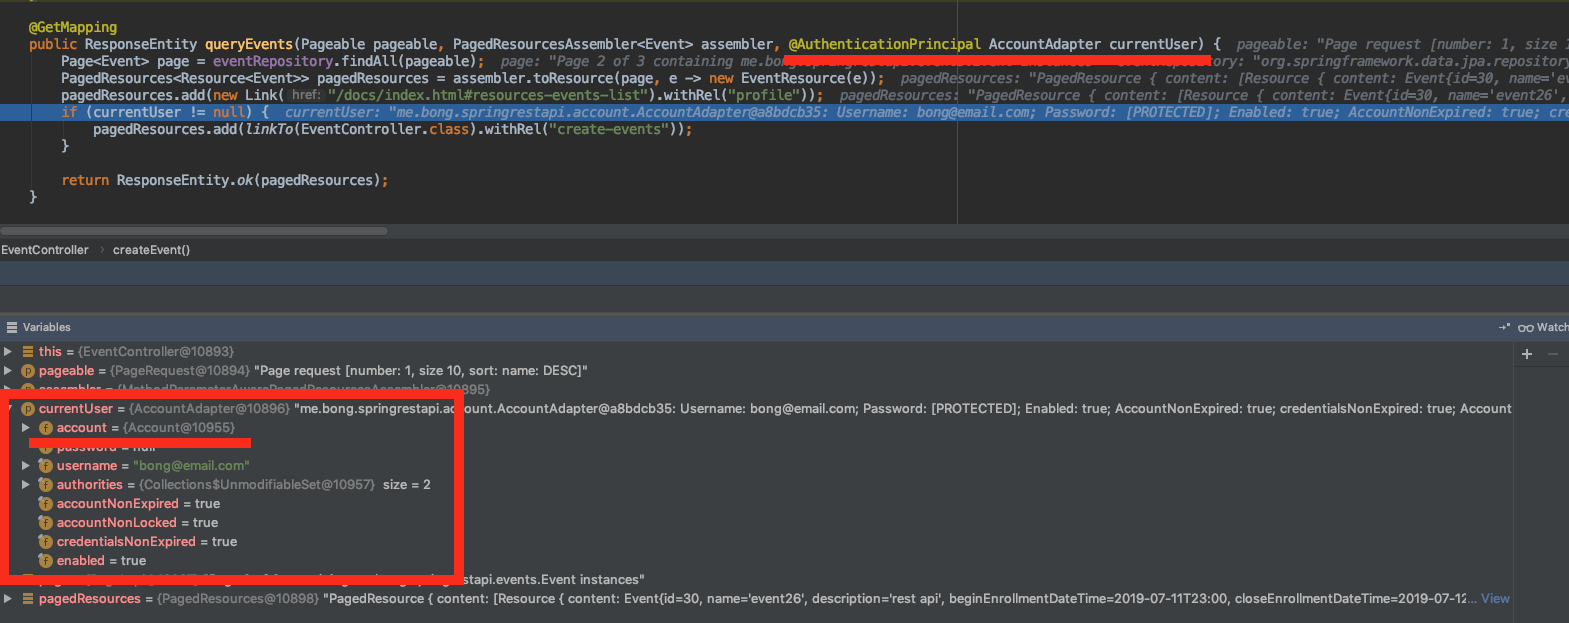 @GetMapping
public ResponseEntity queryEvents(Pageable pageable, PagedResourcesAssembler<Event> assembler, @AuthenticationPrincipal AccountAdapter currentUser) { pageable: "Page request [number: 1, size 1
Page<Event> page = eventRepository.findAll(pageable); page: "Page 2 of 3 containing me.bong "org.springframework.data.jpa.repository
PagedResources<Resource<Event>> pagedResources = assembler.toResource(page, e -> new EventResource(e)); pagedResources: "PagedResource { content: [Resource { content: Event{id=30, name='ev
pagedResources.add(new Link( href: "/docs/index.html#resources-events-list").withRel("profile")); pagedResources: "PagedResource { content: [Resource { content: Event{id=30, name='event26',
if (currentUser != null) { currentUser: "me.bong.springrestapi.account.AccountAdapter@a8bdcb35: Username: bong@email.com; Password: [PROTECTED]; Enabled: true; AccountNonExpired: true; cre
pagedResources.add(linkTo(EventController.class).withRel("create-events"));
}
return ResponseEntity.ok(pagedResources);
}
EventController › createEvent()
Variables
Watch
this = {EventController@10893}
pageable = {PageRequest@10894} "Page request [number: 1, size 10, sort: name: DESC]"
assembler = {MethodParameterAwarePagedResourcesAssembler@10895}
currentUser = {AccountAdapter@10896} "me.bong.springrestapi.account.AccountAdapter@a8bdcb35: Username: bong@email.com; Password: [PROTECTED]; Enabled: true; AccountNonExpired: true; credentialsNonExpired: true; Account
account = {Account@10955}
password = null
username = "bong@email.com"
authorities = {Collections$UnmodifiableSet@10957} size = 2
accountNonExpired = true
accountNonLocked = true
credentialsNonExpired = true
enabled = true
stapi.events.Event instances"
pagedResources = {PagedResources@10898} "PagedResource { content: [Resource { content: Event{id=30, name='event26', description='rest api', beginEnrollmentDateTime=2019-07-11T23:00, closeEnrollmentDateTime=2019-07-12... View